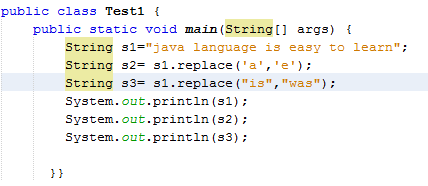 public class Test1 {
public static void main(String[] args) {
String s1="java language is easy to learn";
String s2= s1.replace('a','e');
String s3= s1.replace("is","was");
System.out.println(s1);
System.out.println(s2);
System.out.println(s3);
}}